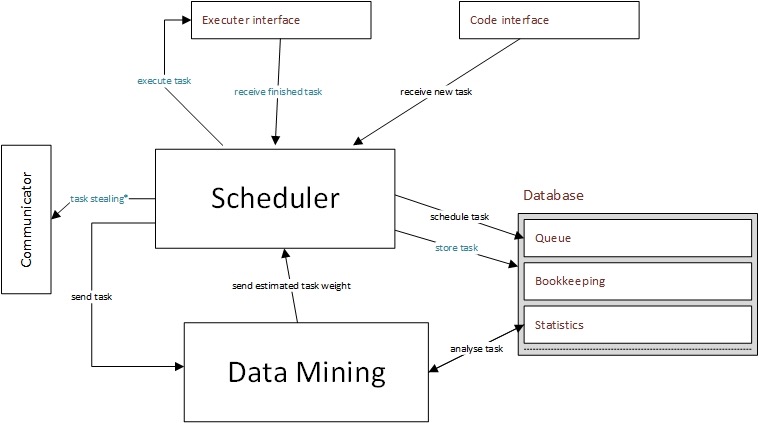 Executer interface
Code interface
execute task
receive finished task
receive new task
Communicator
task stealing*
Scheduler
Database
schedule task
Queue
store task
Bookkeeping
send task
send estimated task weight
Statistics
analyse task
Data Mining